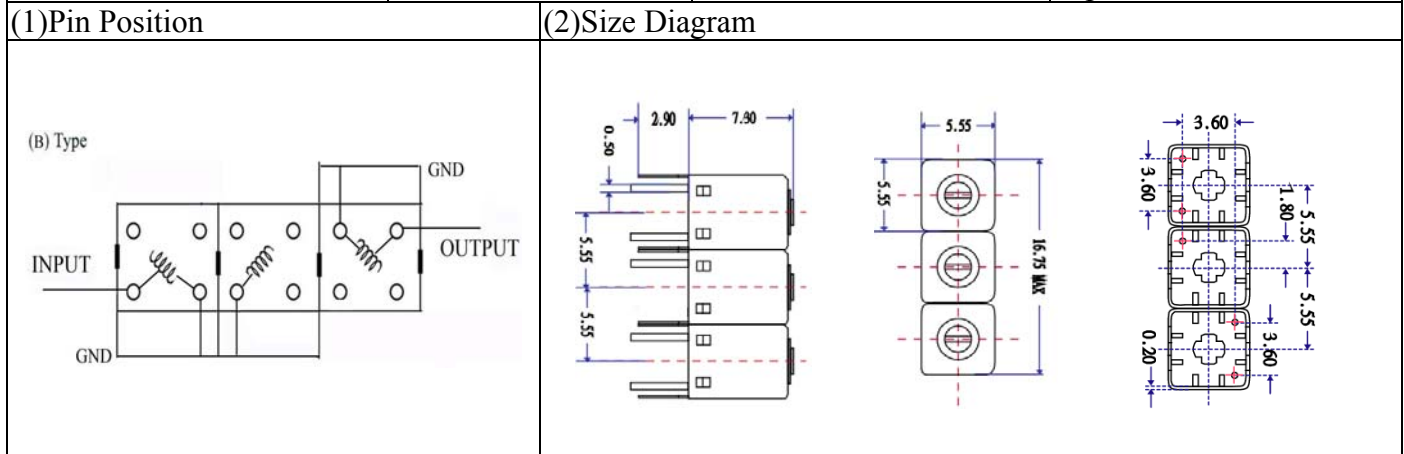 (1)Pin Position
(2)Size Diagram
(B) Type
GND
INPUT
OUTPUT
GND
2.90
7.90
0.50
5.55
5.55
5.55
5.55
16.75 MAX
3.60
3.60
1.80
5.55
5.55
0.20
3.60